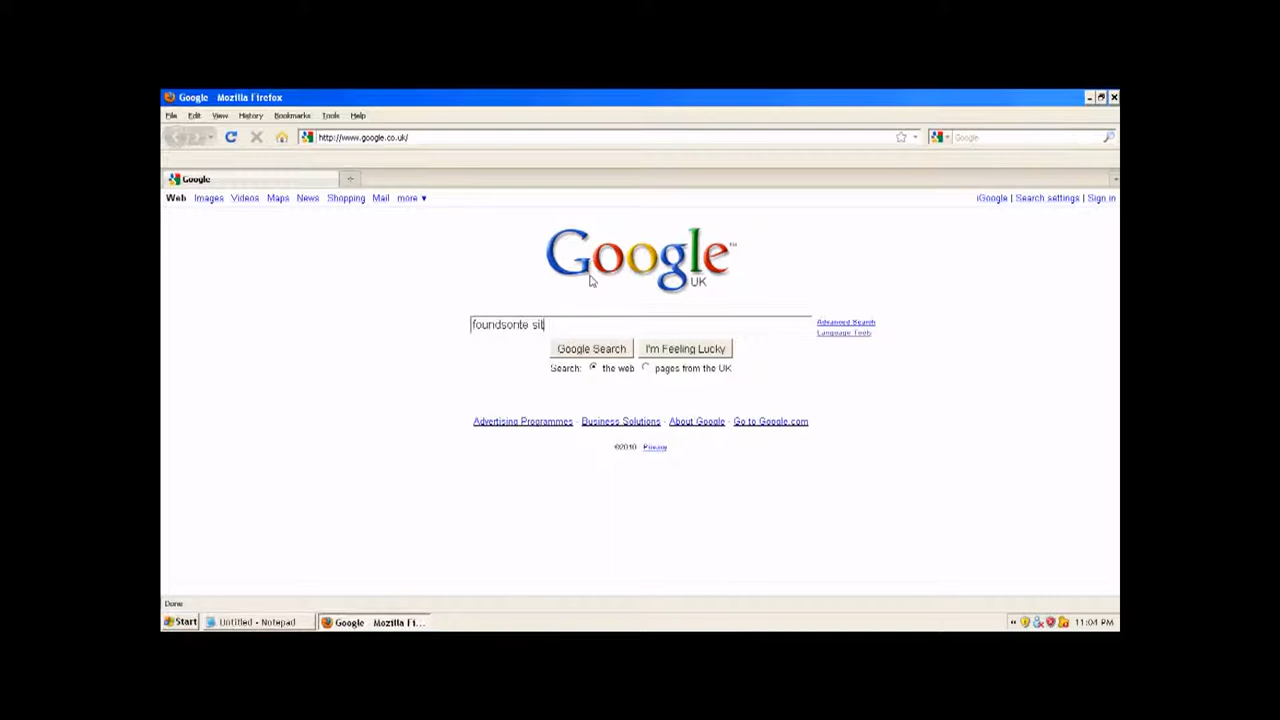 Google Mozilla Firefox
File Edit View History Bookmarks Tools Help
http://www.google.co.uk/ Google
Google
Web Images Videos Maps News Shopping Mail more ▼ iGoogle | Search settings | Sign in
Google™
UK
foundsonte sit Advanced Search
Language Tools
Google Search I'm Feeling Lucky
Search: the web pages from the UK
Advertising Programmes - Business Solutions - About Google - Go to Google.com
©2010 Privacy
Done
Start Untitled - Notepad Google - Mozilla Fi... 11:04 PM